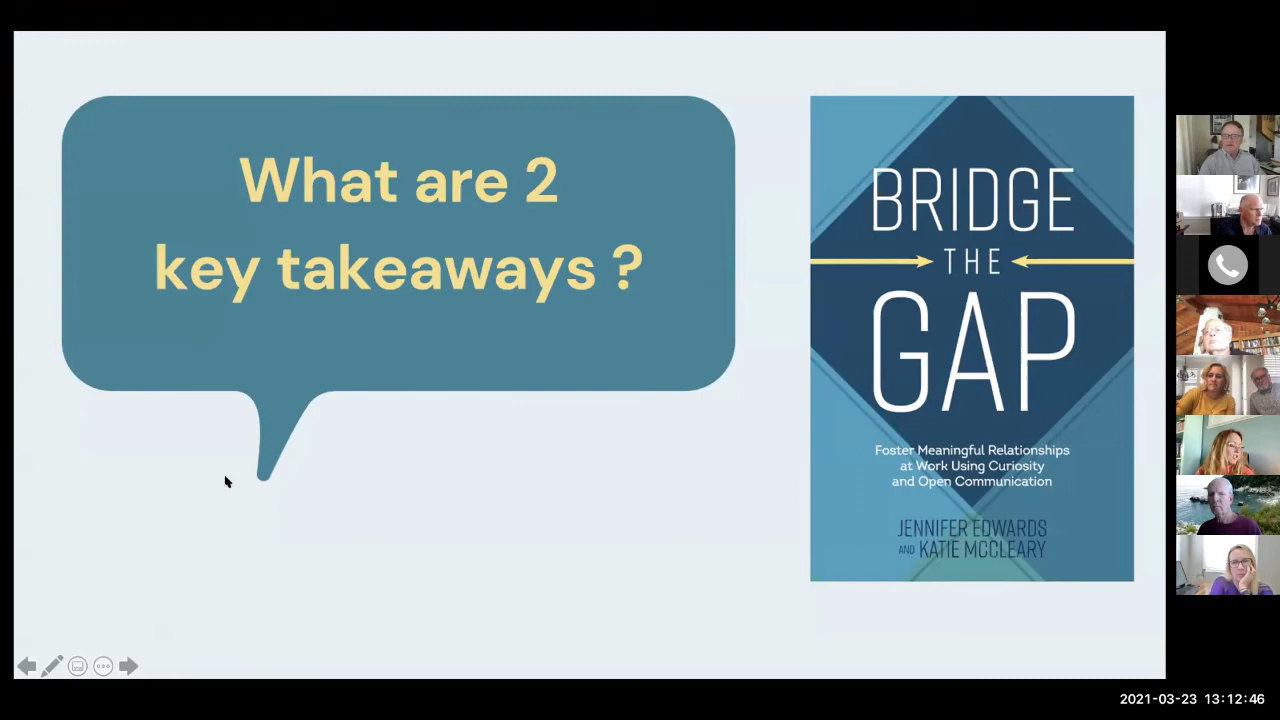 What are 2
key takeaways ?
BRIDGE
THE
GAP
Foster Meaningful Relationships
at Work Using Curiosity
and Open Communication
JENNIFER EDWARDS
AND KATIE MCCLEARY
2021-03-23 13:12:46